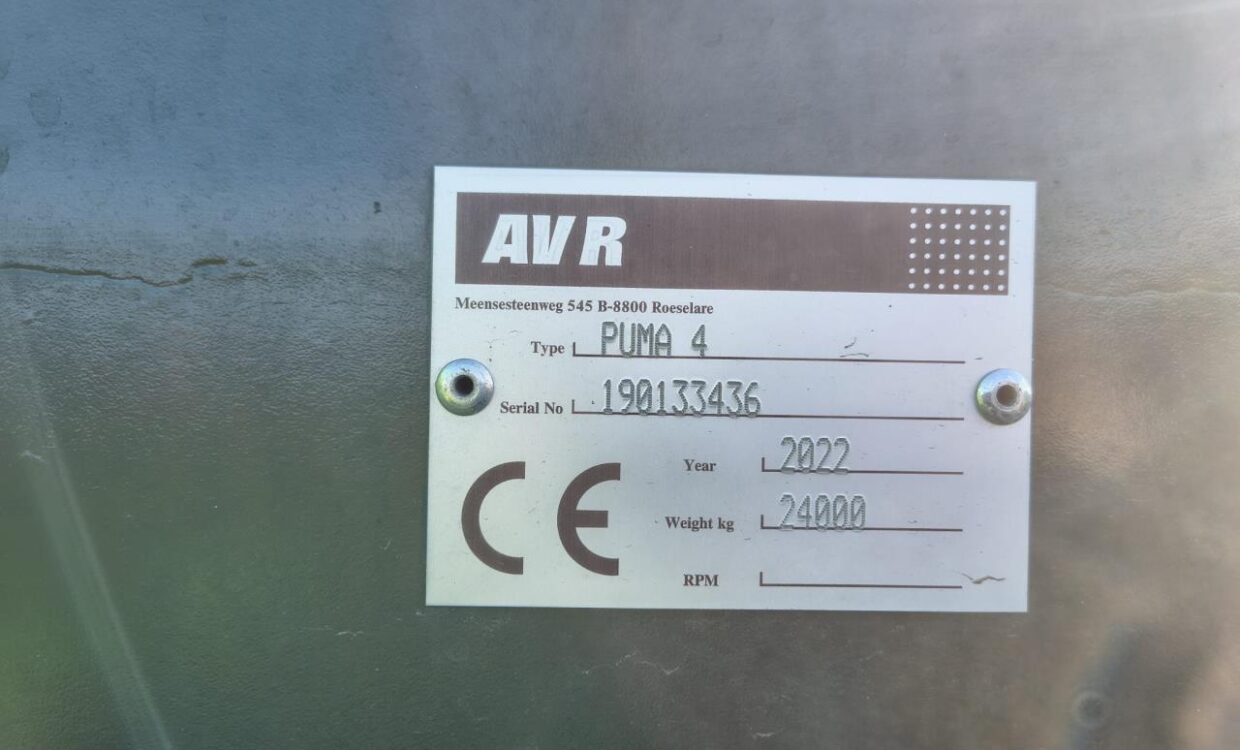 AVR
Meensesteenweg 545 B-8800 Roeselare
Type PUMA 4
Serial No 190133436
Year 2022
Weight kg 24000
RPM
CE